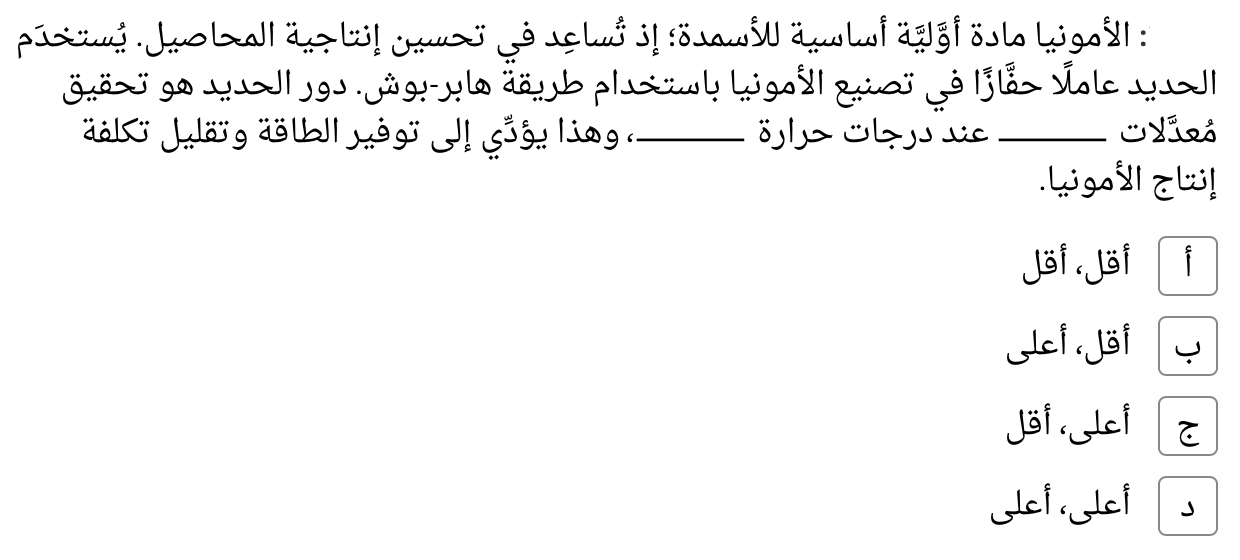 : الأمونيا مادة أوَّليَّة أساسية للأسمدة؛ إذ تُساعِد في تحسين إنتاجية المحاصيل. يُستخدَم
الحديد عاملًا حفَّازًا في تصنيع الأمونيا باستخدام طريقة هابر-بوش. دور الحديد هو تحقيق
مُعدَّلات ـــــــــــ عند درجات حرارة ـــــــــــ، وهذا يؤدِّي إلى توفير الطاقة وتقليل تكلفة
إنتاج الأمونيا.
أ أقل، أقل
ب أقل، أعلى
ج أعلى، أقل
د أعلى، أعلى